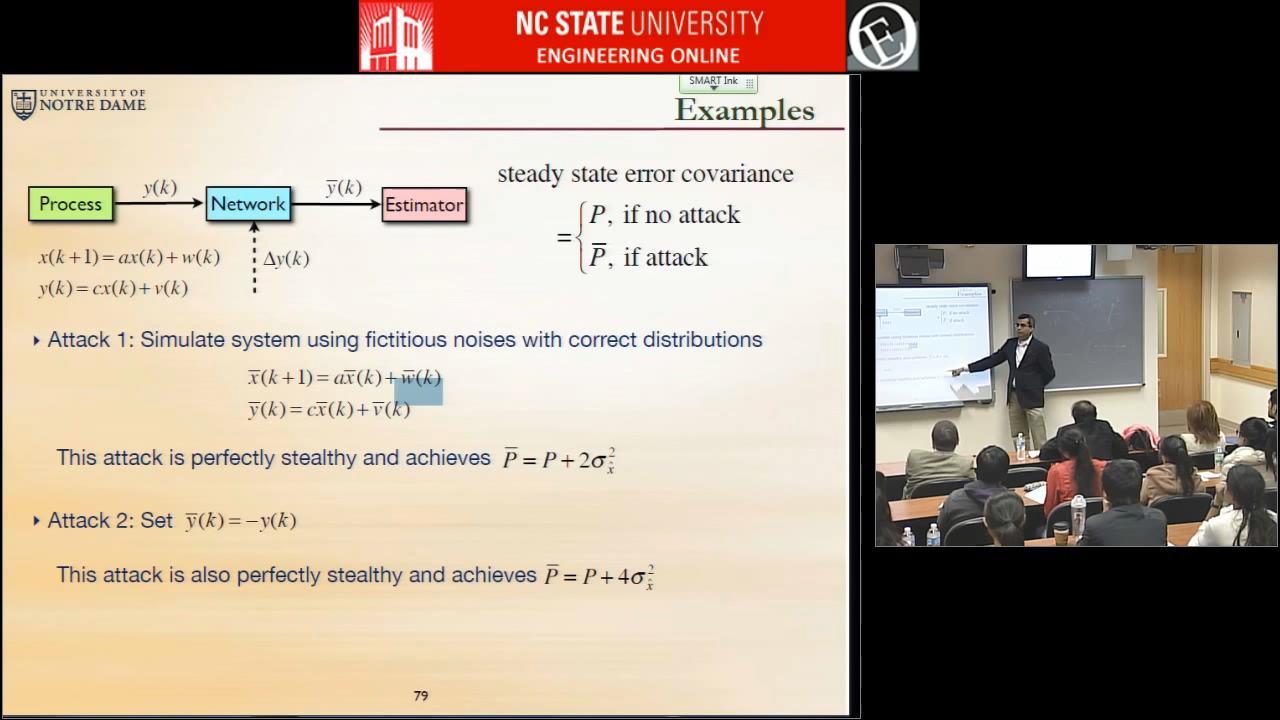 NC STATE UNIVERSITY
ENGINEERING ONLINE
SMART Ink
UNIVERSITY OF
NOTRE DAME
Examples
Process
y(k)
Network
ȳ(k)
Estimator
Δy(k)
x(k+1) = ax(k) + w(k)
y(k) = cx(k) + v(k)
steady state error covariance
= { P, if no attack
P̄, if attack
Attack 1: Simulate system using fictitious noises with correct distributions
x̄(k+1) = ax̄(k) + w̄(k)
ȳ(k) = cx̄(k) + v̄(k)
This attack is perfectly stealthy and achieves P̄ = P + 2σ²_x̂
Attack 2: Set ȳ(k) = −y(k)
This attack is also perfectly stealthy and achieves P̄ = P + 4σ²_x̂
79